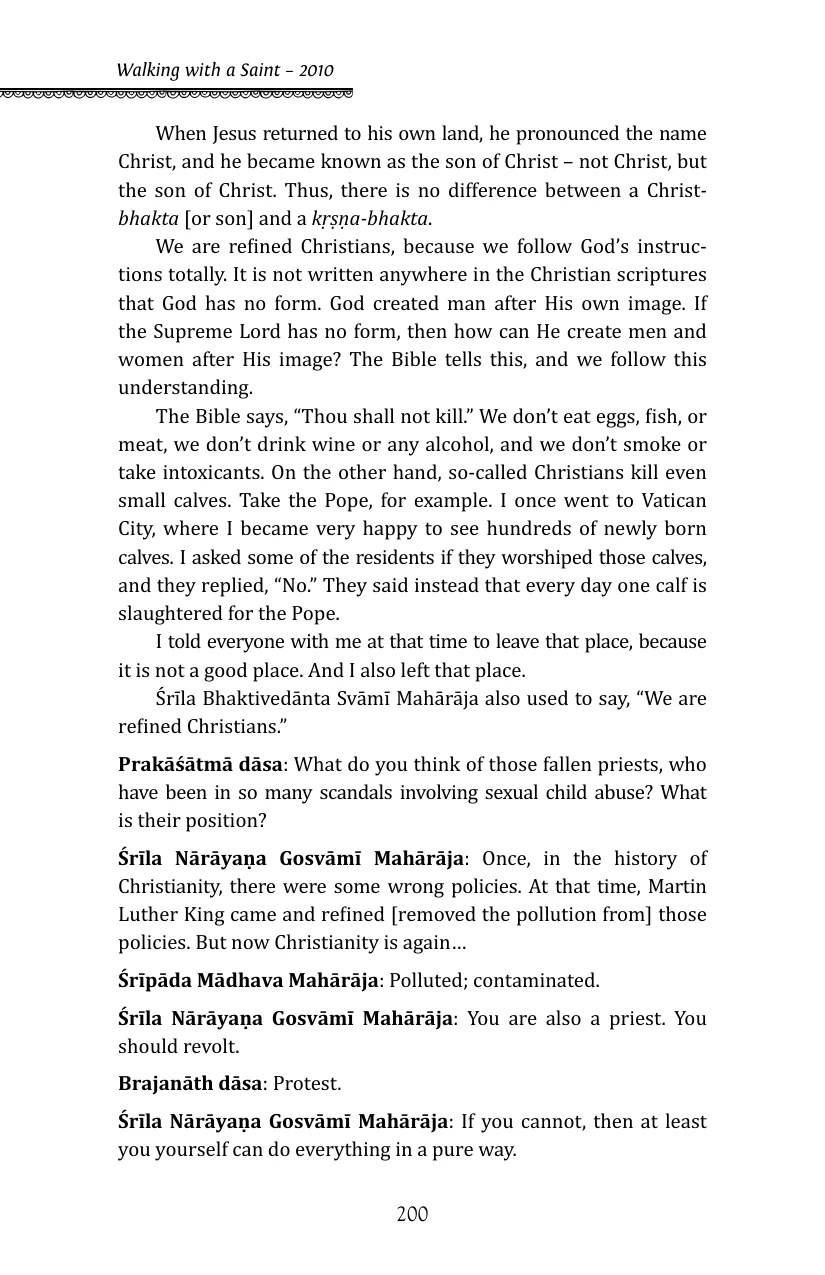 Walking with a Saint – 2010
When Jesus returned to his own land, he pronounced the name
Christ, and he became known as the son of Christ – not Christ, but
the son of Christ. Thus, there is no difference between a Christ-
bhakta [or son] and a kṛṣṇa-bhakta.
We are refined Christians, because we follow God’s instruc-
tions totally. It is not written anywhere in the Christian scriptures
that God has no form. God created man after His own image. If
the Supreme Lord has no form, then how can He create men and
women after His image? The Bible tells this, and we follow this
understanding.
The Bible says, “Thou shall not kill.” We don’t eat eggs, fish, or
meat, we don’t drink wine or any alcohol, and we don’t smoke or
take intoxicants. On the other hand, so-called Christians kill even
small calves. Take the Pope, for example. I once went to Vatican
City, where I became very happy to see hundreds of newly born
calves. I asked some of the residents if they worshiped those calves,
and they replied, “No.” They said instead that every day one calf is
slaughtered for the Pope.
I told everyone with me at that time to leave that place, because
it is not a good place. And I also left that place.
Śrīla Bhaktivedānta Svāmī Mahārāja also used to say, “We are
refined Christians.”
Prakāśātmā dāsa: What do you think of those fallen priests, who
have been in so many scandals involving sexual child abuse? What
is their position?
Śrīla Nārāyaṇa Gosvāmī Mahārāja: Once, in the history of
Christianity, there were some wrong policies. At that time, Martin
Luther King came and refined [removed the pollution from] those
policies. But now Christianity is again…
Śrīpāda Mādhava Mahārāja: Polluted; contaminated.
Śrīla Nārāyaṇa Gosvāmī Mahārāja: You are also a priest. You
should revolt.
Brajanāth dāsa: Protest.
Śrīla Nārāyaṇa Gosvāmī Mahārāja: If you cannot, then at least
you yourself can do everything in a pure way.
200